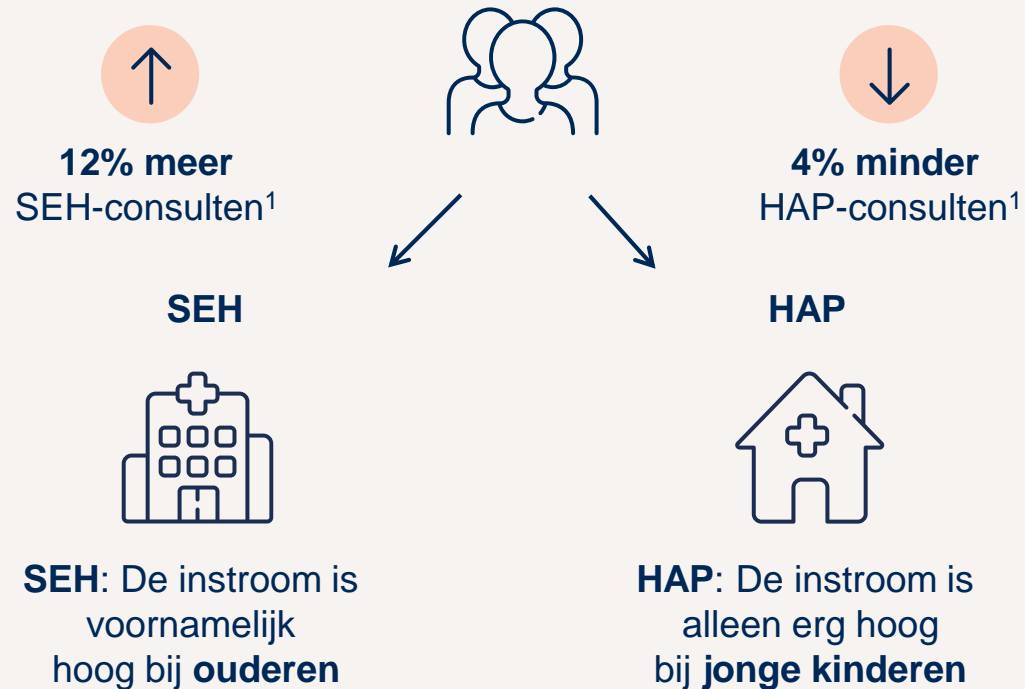 12% meer
SEH-consulten¹
4% minder
HAP-consulten¹
SEH
HAP
SEH: De instroom is
voornamelijk
hoog bij ouderen
HAP: De instroom is
alleen erg hoog
bij jonge kinderen